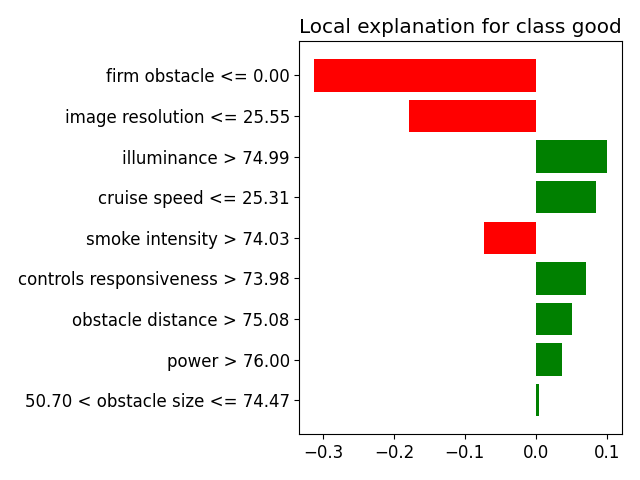 Local explanation for class good
firm obstacle <= 0.00
image resolution <= 25.55
illuminance > 74.99
cruise speed <= 25.31
smoke intensity > 74.03
controls responsiveness > 73.98
obstacle distance > 75.08
power > 76.00
50.70 < obstacle size <= 74.47
−0.3 −0.2 −0.1 0.0 0.1